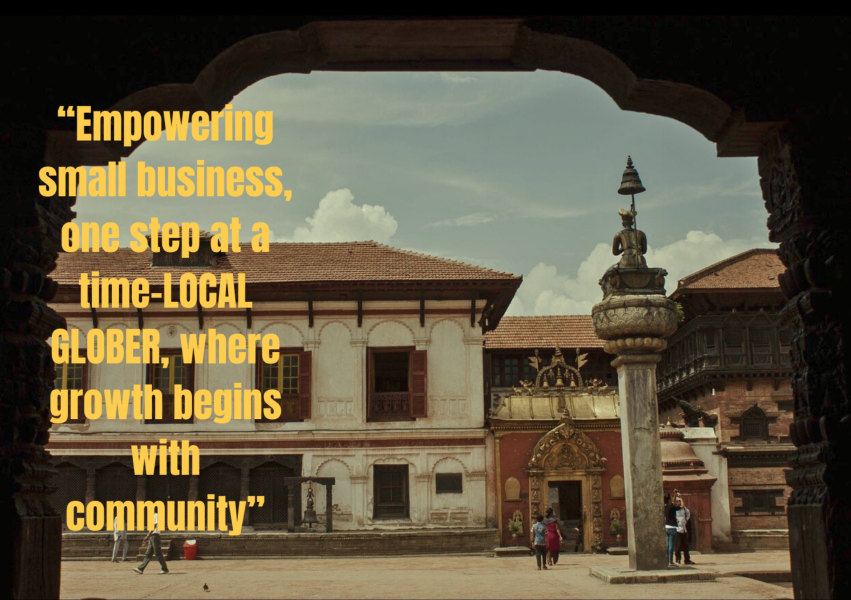 “Empowering
small business,
one step at a
time-LOCAL
GLOBER, where
growth begins
with
community”